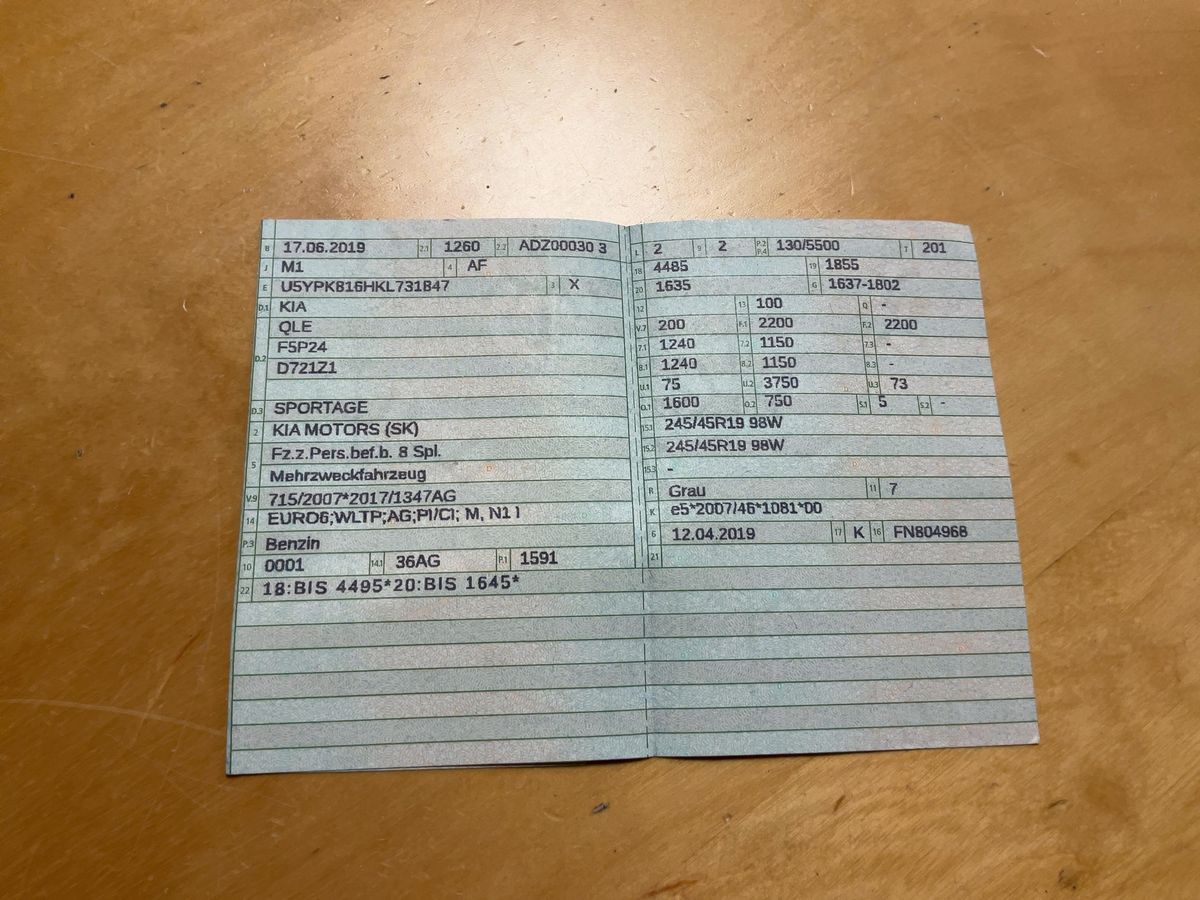 B 17.06.2019 2.1 1260 2.2 ADZ00030 3
J M1 4 AF
E U5YPK816HKL731847 3 X
D.1 KIA
QLE
D.2 F5P24
D721Z1
D.3 SPORTAGE
2 KIA MOTORS (SK)
5 Fz.z.Pers.bef.b. 8 Spl.
Mehrzweckfahrzeug
V.9 715/2007*2017/1347AG
14 EURO6;WLTP;AG;PI/CI; M, N1 I
P.3 Benzin
10 0001 14.1 36AG P.1 1591
22 18:BIS 4495*20:BIS 1645*
L 2 9 2 P.2 P.4 130/5500 T 201
18 4485 19 1855
20 1635 G 1637-1802
12 13 100 Q -
V.7 200 F.1 2200 F.2 2200
7.1 1240 7.2 1150 7.3 -
8.1 1240 8.2 1150 8.3 -
U.1 75 U.2 3750 U.3 73
O.1 1600 O.2 750 S.1 5 S.2 -
15.1 245/45R19 98W
15.2 245/45R19 98W
15.3 -
R Grau 11 7
K e5*2007/46*1081*00
6 12.04.2019 17 K 16 FN804968
21